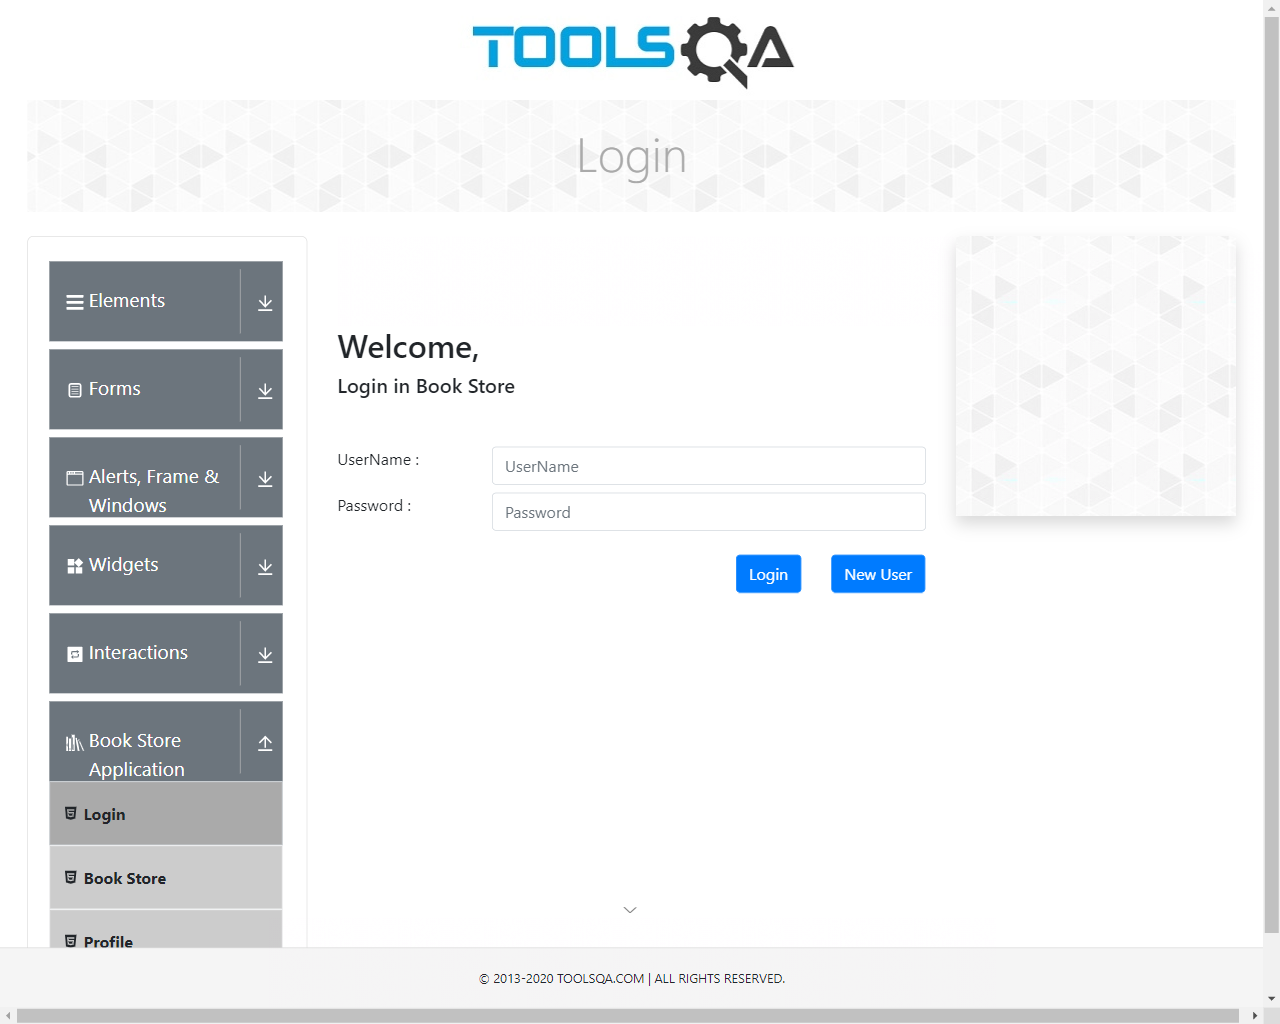 TOOLSQA
Login
Elements
Forms
Alerts, Frame &
Windows
Widgets
Interactions
Book Store
Application
Login
Book Store
Profile
Welcome,
Login in Book Store
UserName :
UserName
Password :
Password
Login
New User
© 2013-2020 TOOLSQA.COM | ALL RIGHTS RESERVED.